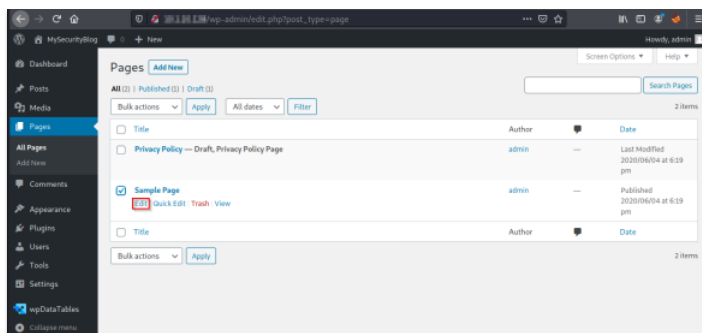 /wp-admin/edit.php?post_type=page
MySecurityBlog 0 + New Howdy, admin
Screen Options ▼ Help ▼
Dashboard
Posts
Media
Pages
All Pages
Add New
Comments
Appearance
Plugins
Users
Tools
Settings
wpDataTables
Collapse menu
Pages Add New
All (2) | Published (1) | Draft (1)
Search Pages
Bulk actions Apply All dates Filter 2 items
Title Author Date
Privacy Policy — Draft, Privacy Policy Page admin — Last Modified
2020/06/04 at 6:19
pm
Sample Page admin — Published
Edit | Quick Edit | Trash | View 2020/06/04 at 6:19
pm
Title Author Date
Bulk actions Apply 2 items